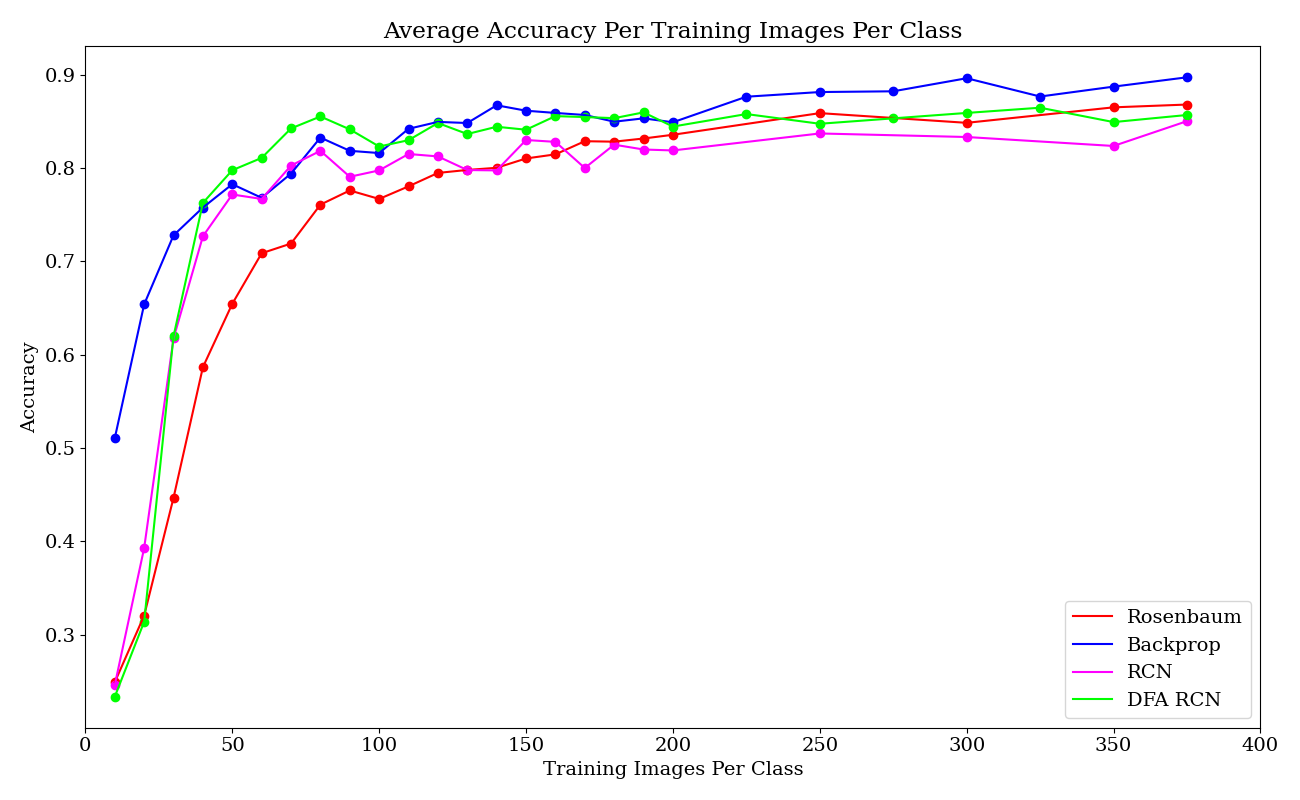 Average Accuracy Per Training Images Per Class
Accuracy
0.9
0.8
0.7
0.6
0.5
0.4
0.3
0
50
100
150
200
250
300
350
400
Training Images Per Class
Rosenbaum
Backprop
RCN
DFA RCN